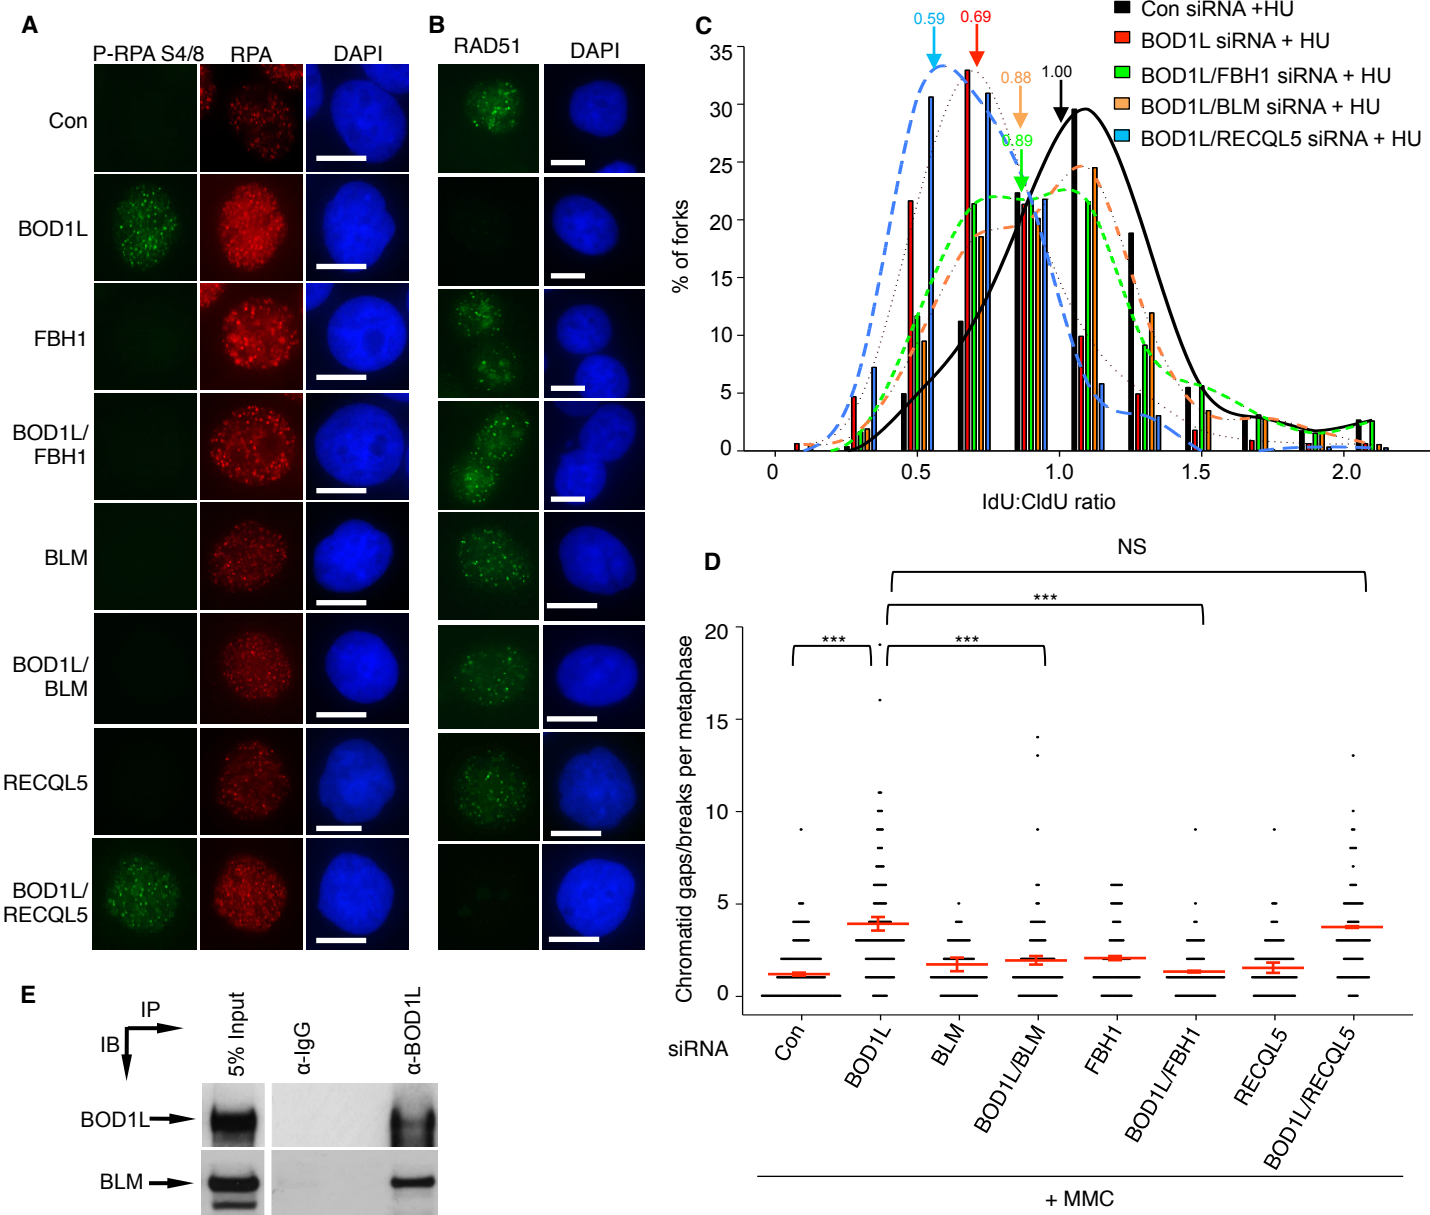 A
P-RPA S4/8 RPA DAPI
Con
BOD1L
FBH1
BOD1L/
FBH1
BLM
BOD1L/
BLM
RECQL5
BOD1L/
RECQL5
B
RAD51 DAPI
C
Con siRNA +HU
BOD1L siRNA + HU
BOD1L/FBH1 siRNA + HU
BOD1L/BLM siRNA + HU
BOD1L/RECQL5 siRNA + HU
0.59
0.69
0.88
1.00
0.89
% of forks
35
30
25
20
15
10
5
0
0 0.5 1.0 1.5 2.0
IdU:CldU ratio
D
NS
***
*** ***
Chromatid gaps/breaks per metaphase
20
15
10
5
0
siRNA
Con
BOD1L
BLM
BOD1L/BLM
FBH1
BOD1L/FBH1
RECQL5
BOD1L/RECQL5
+ MMC
E
IP
IB
5% Input
α-IgG
α-BOD1L
BOD1L
BLM